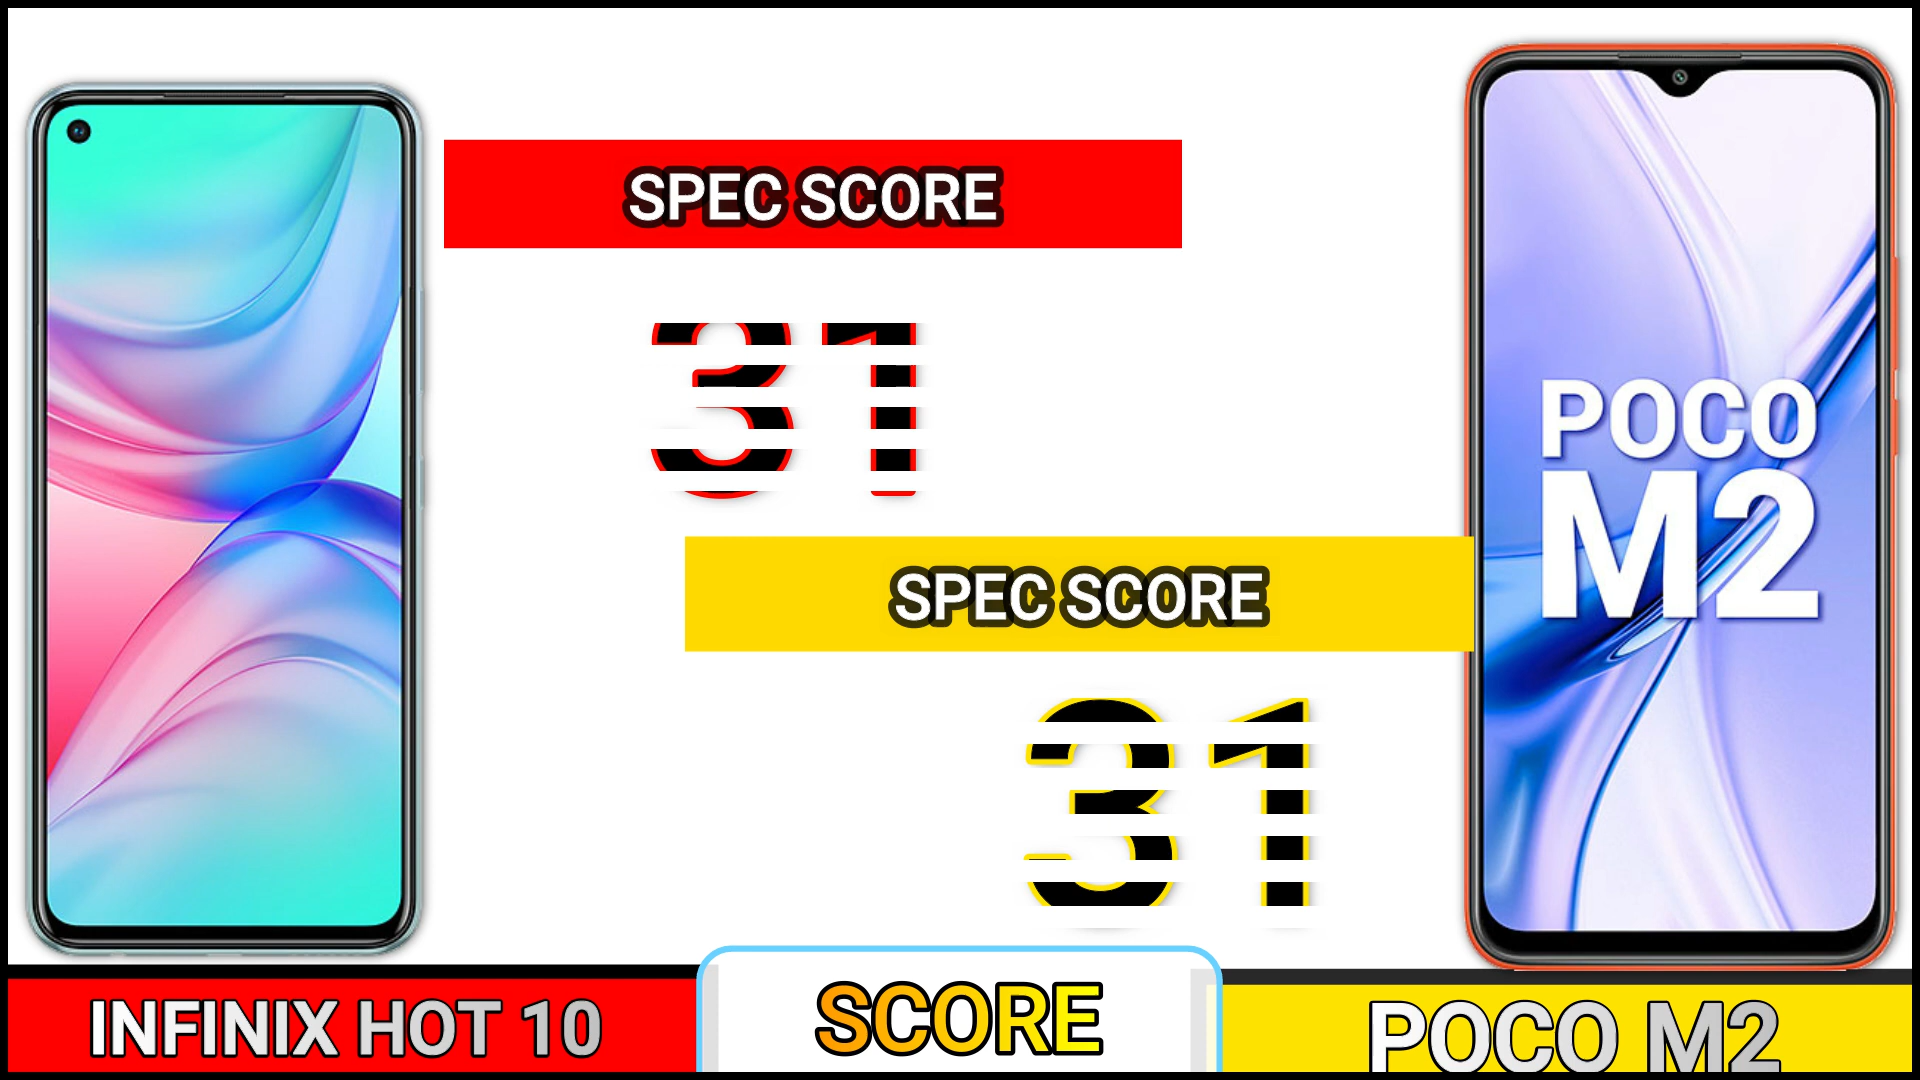 SPEC SCORE
31
SPEC SCORE
31
POCO
M2
INFINIX HOT 10
SCORE
POCO M2